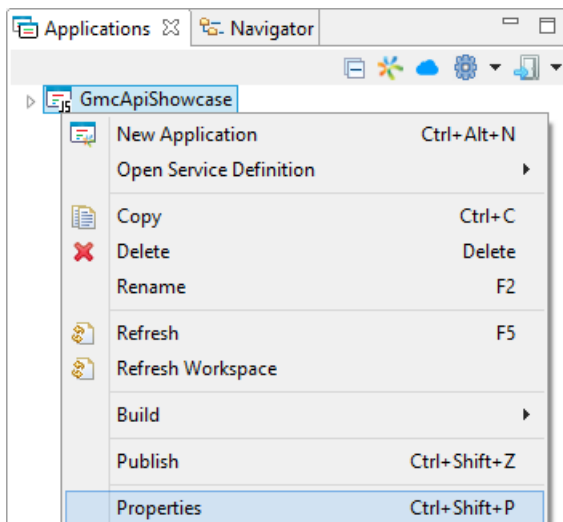 Applications Navigator
GmcApiShowcase
New Application Ctrl+Alt+N
Open Service Definition
Copy Ctrl+C
Delete Delete
Rename F2
Refresh F5
Refresh Workspace
Build
Publish Ctrl+Shift+Z
Properties Ctrl+Shift+P